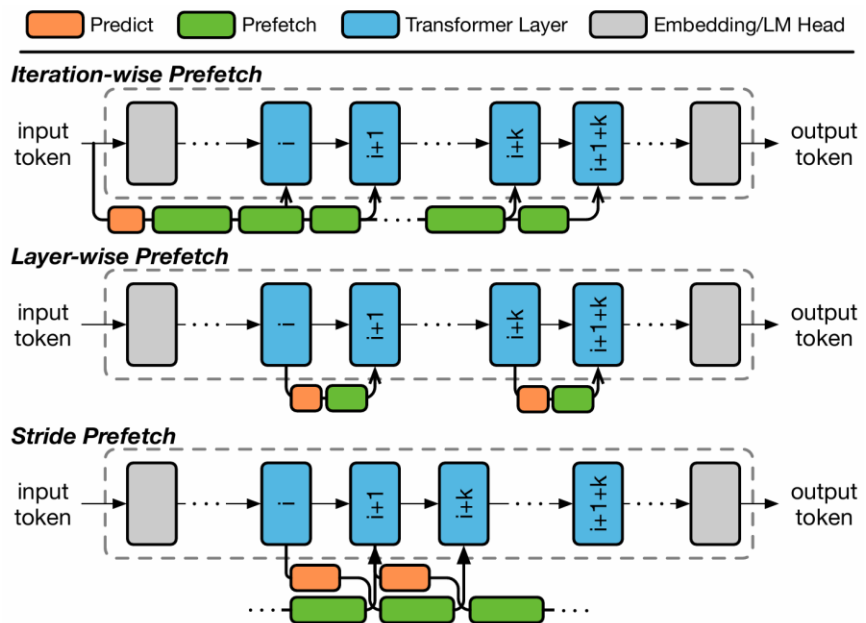 Predict Prefetch Transformer Layer Embedding/LM Head
Iteration-wise Prefetch
input token
i
i+1
i+k
i+1+k
output token
Layer-wise Prefetch
input token
i
i+1
i+k
i+1+k
output token
Stride Prefetch
input token
i
i+1
i+k
i+1+k
output token